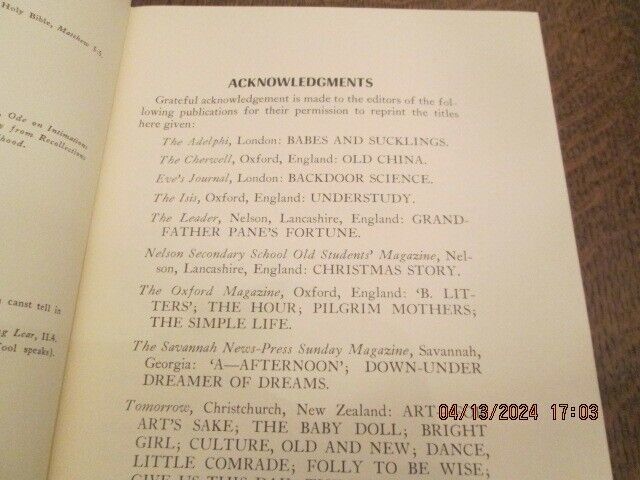 Holy Bible, Matthew 5-5.
Ode on Intimations
from Recollections
hood.
canst tell in
Lear, II.4.
Fool speaks).
ACKNOWLEDGMENTS
Grateful acknowledgement is made to the editors of the fol-
lowing publications for their permission to reprint the titles
here given:
The Adelphi, London: BABES AND SUCKLINGS.
The Cherwell, Oxford, England: OLD CHINA.
Eve's Journal, London: BACKDOOR SCIENCE.
The Isis, Oxford, England: UNDERSTUDY.
The Leader, Nelson, Lancashire, England: GRAND-
FATHER PANE'S FORTUNE.
Nelson Secondary School Old Students' Magazine, Nel-
son, Lancashire, England: CHRISTMAS STORY.
The Oxford Magazine, Oxford, England: 'B. LIT-
TERS'; THE HOUR; PILGRIM MOTHERS;
THE SIMPLE LIFE.
The Savannah News-Press Sunday Magazine, Savannah,
Georgia: 'A—AFTERNOON'; DOWN-UNDER
DREAMER OF DREAMS.
Tomorrow, Christchurch, New Zealand: ART
ART'S SAKE; THE BABY DOLL; BRIGHT
GIRL; CULTURE, OLD AND NEW; DANCE,
LITTLE COMRADE; FOLLY TO BE WISE;
GIVE US THIS DAY
04/13/2024 17:03